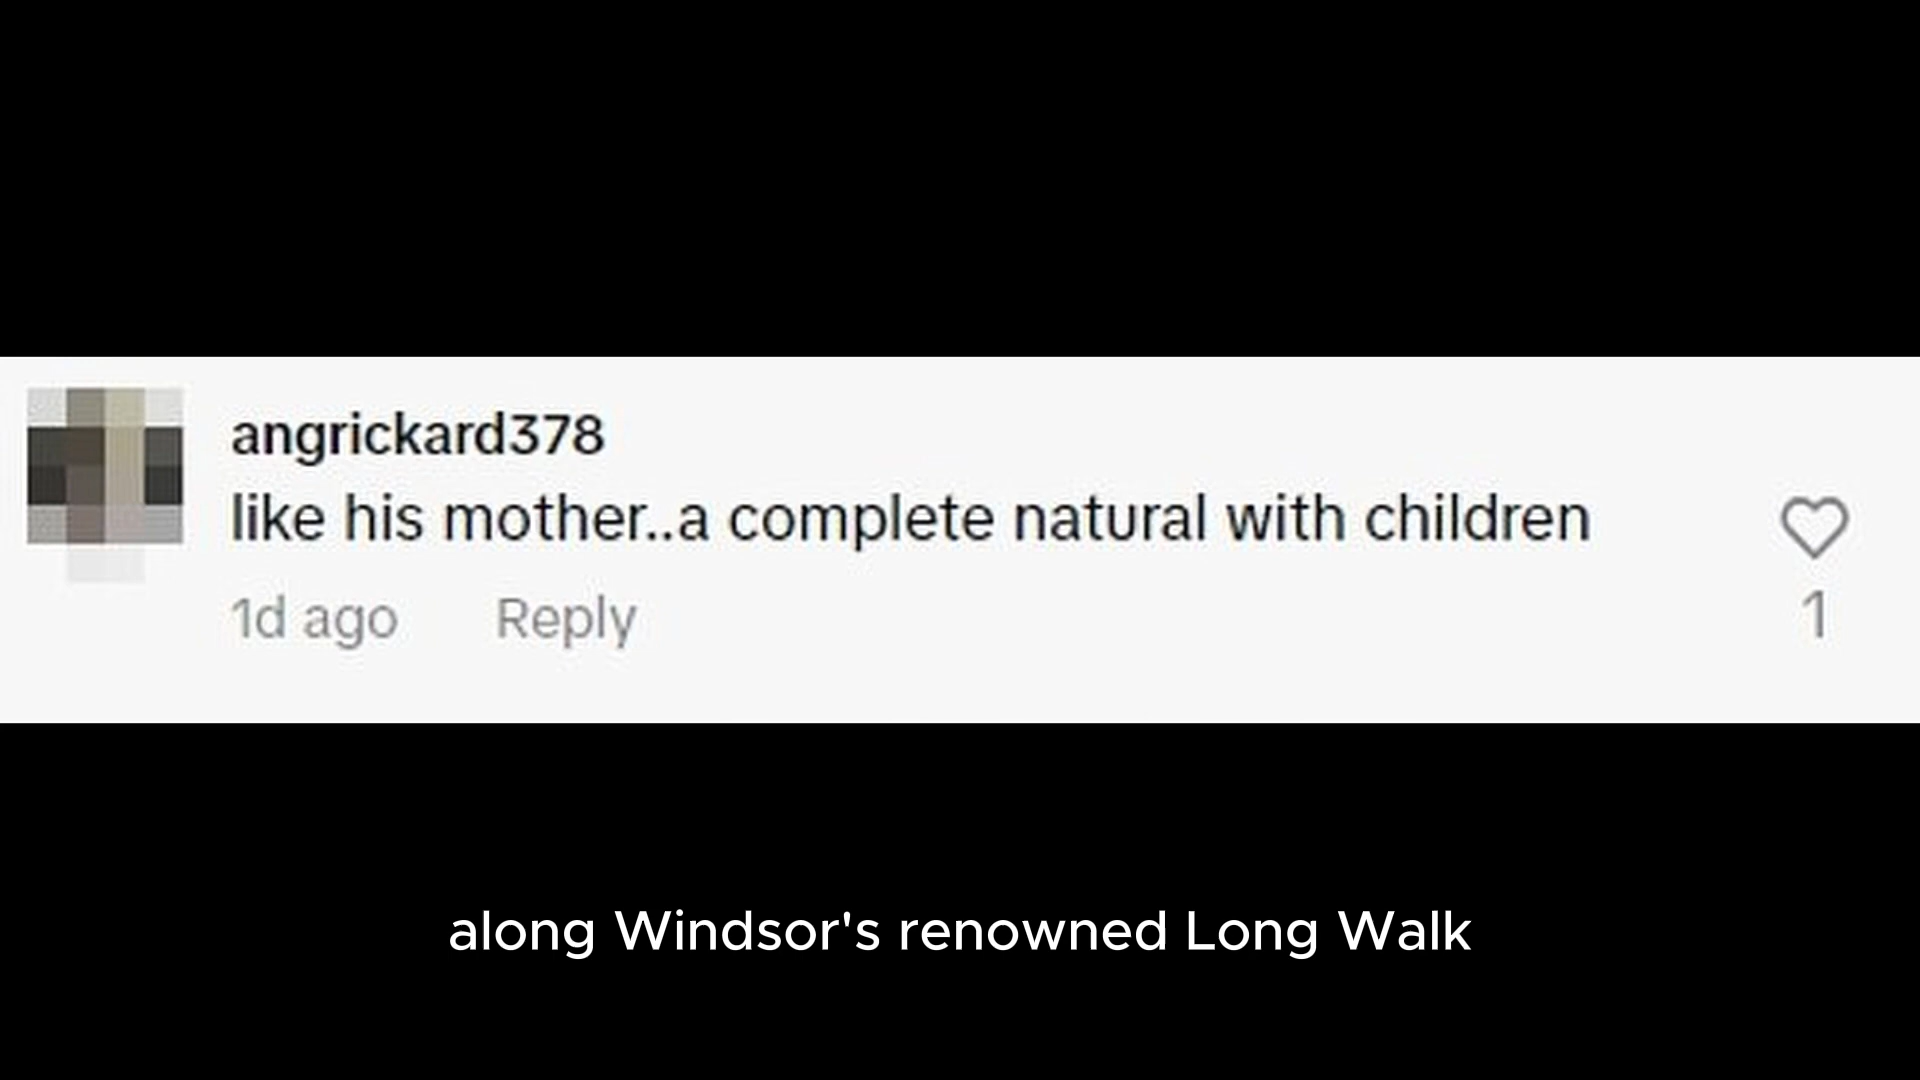 angrickard378
like his mother..a complete natural with children
1d ago Reply
1
along Windsor's renowned Long Walk